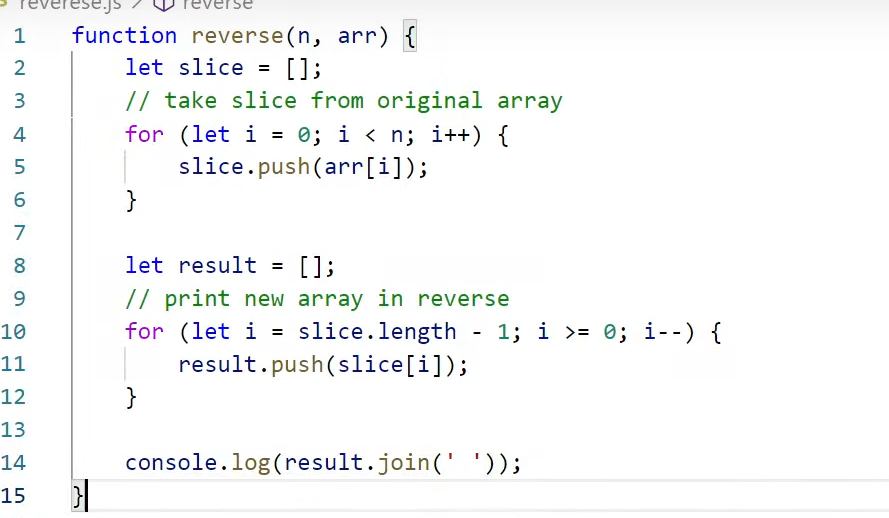 reverese.js > reverse
1 function reverse(n, arr) {
2 let slice = [];
3 // take slice from original array
4 for (let i = 0; i < n; i++) {
5 slice.push(arr[i]);
6 }
7
8 let result = [];
9 // print new array in reverse
10 for (let i = slice.length - 1; i >= 0; i--) {
11 result.push(slice[i]);
12 }
13
14 console.log(result.join(' '));
15 }